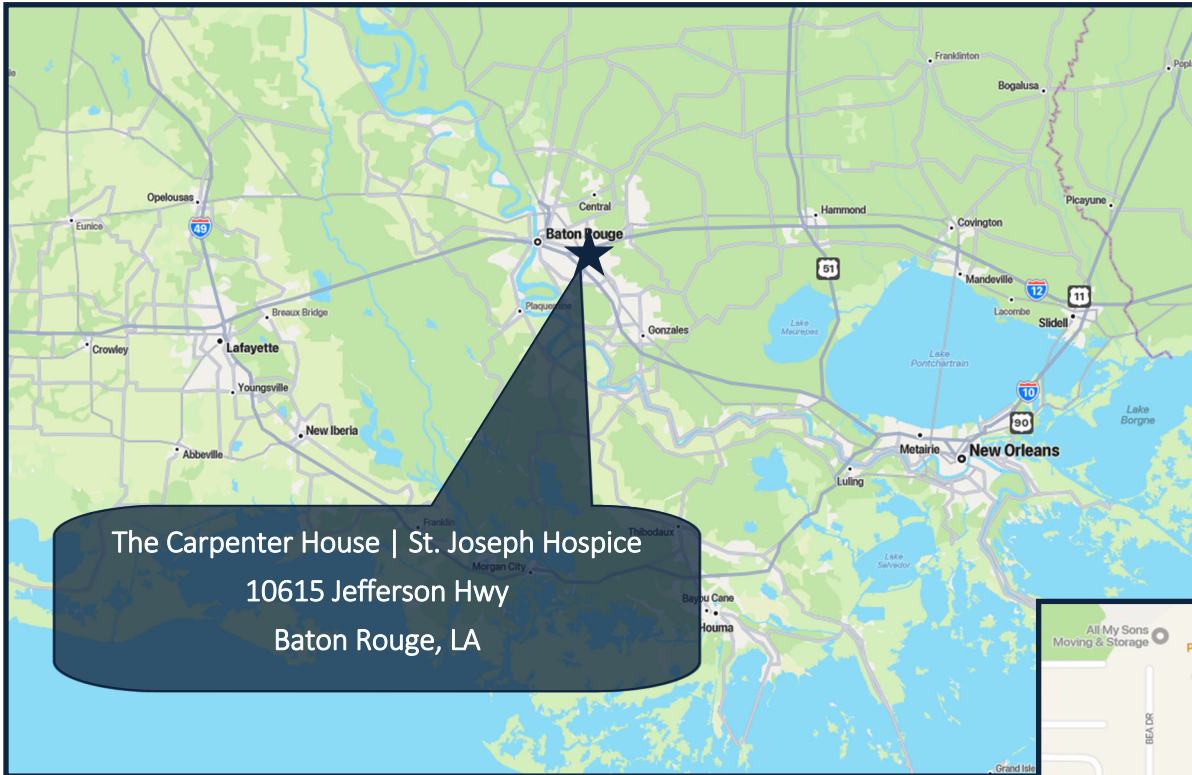 Franklinton
Bogalusa
Opelousas
49
Eunice
Central
Baton Rouge
Hammond
Covington
Picayune
51
Mandeville
12
11
Lacombe
Slidell
Plaquemine
Breaux Bridge
Gonzales
Lake
Maurepas
Crowley
Lafayette
Lake
Pontchartrain
Youngsville
10
90
Lake
Borgne
New Iberia
Abbeville
Metairie
New Orleans
Luling
Franklin
Thibodaux
Morgan City
Lake
Salvador
Bayou Cane
Houma
The Carpenter House | St. Joseph Hospice
10615 Jefferson Hwy
Baton Rouge, LA
All My Sons
Moving & Storage
BEA DR
Grand Isle